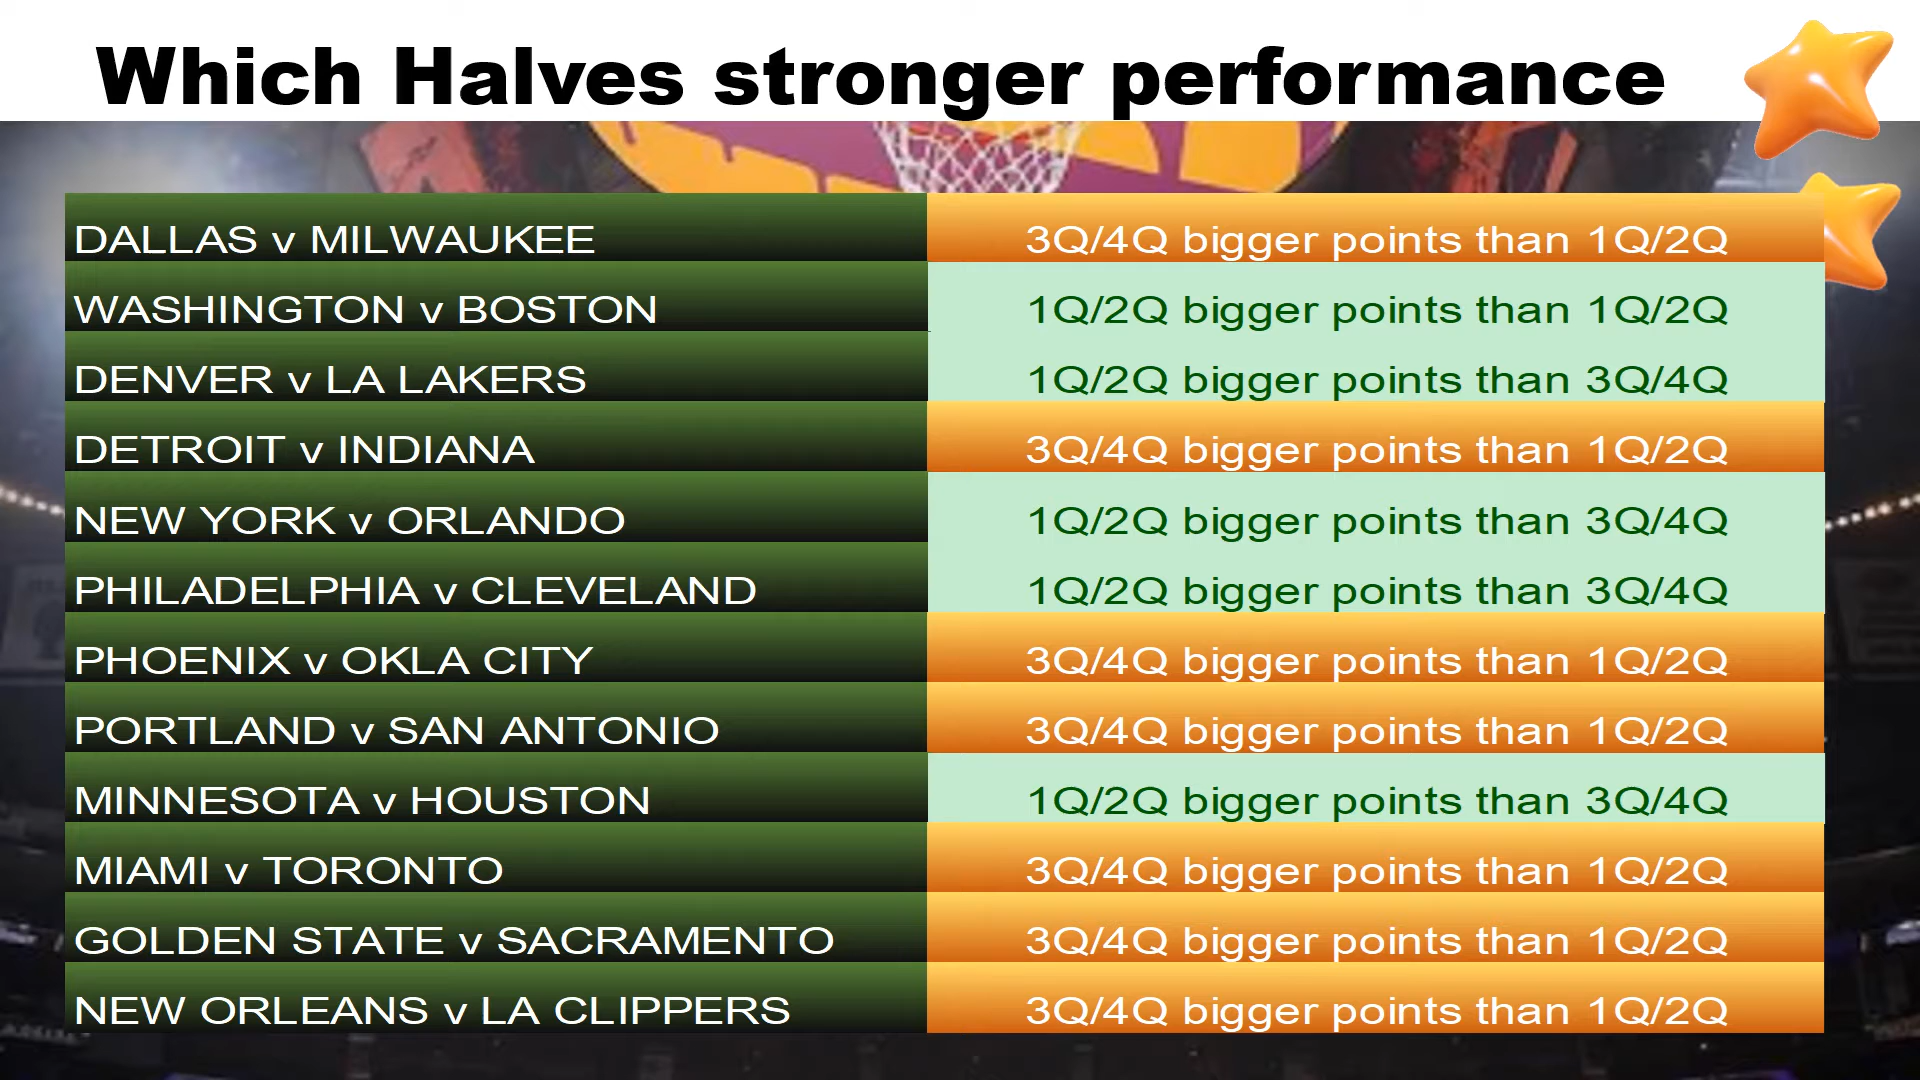 Which Halves stronger performance
DALLAS v MILWAUKEE 3Q/4Q bigger points than 1Q/2Q
WASHINGTON v BOSTON 1Q/2Q bigger points than 1Q/2Q
DENVER v LA LAKERS 1Q/2Q bigger points than 3Q/4Q
DETROIT v INDIANA 3Q/4Q bigger points than 1Q/2Q
NEW YORK v ORLANDO 1Q/2Q bigger points than 3Q/4Q
PHILADELPHIA v CLEVELAND 1Q/2Q bigger points than 3Q/4Q
PHOENIX v OKLA CITY 3Q/4Q bigger points than 1Q/2Q
PORTLAND v SAN ANTONIO 3Q/4Q bigger points than 1Q/2Q
MINNESOTA v HOUSTON 1Q/2Q bigger points than 3Q/4Q
MIAMI v TORONTO 3Q/4Q bigger points than 1Q/2Q
GOLDEN STATE v SACRAMENTO 3Q/4Q bigger points than 1Q/2Q
NEW ORLEANS v LA CLIPPERS 3Q/4Q bigger points than 1Q/2Q